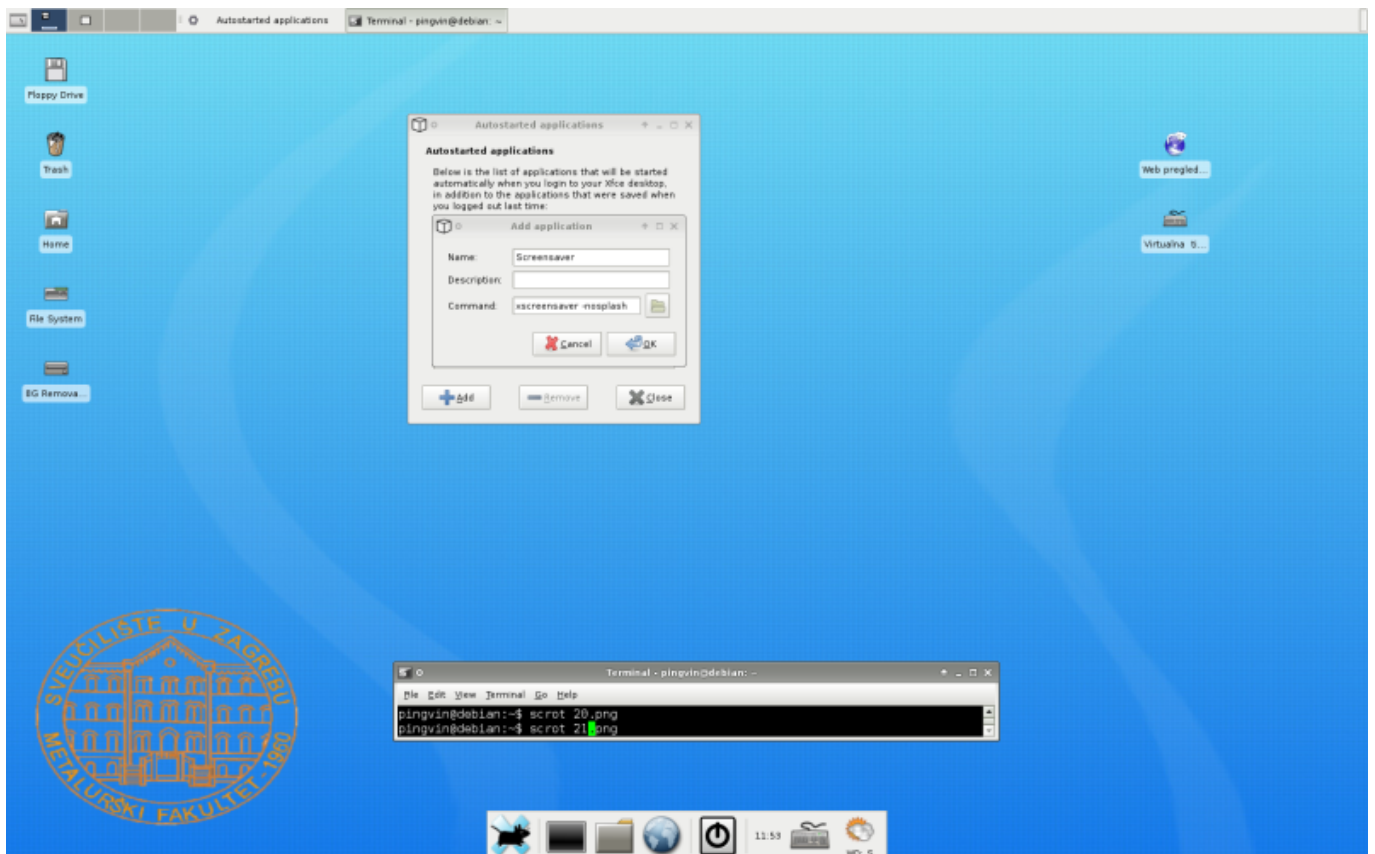 Autostarted applications
Terminal - pingvin@debian: ~
Floppy Drive
Trash
Home
File System
8G Remova...
Web pregled...
Virtualna ti...
Autostarted applications
Autostarted applications
Below is the list of applications that will be started
automatically when you login to your Xfce desktop,
in addition to the applications that were saved when
you logged out last time:
Add application
Name:
Screensaver
Description:
Command:
xscreensaver -nosplash
Cancel
OK
Add
Remove
Close
SVEUČILIŠTE U ZAGREBU
METALURŠKI FAKULTET - 1960
Terminal - pingvin@debian: ~
File Edit View Terminal Go Help
pingvin@debian:~$ scrot 20.png
pingvin@debian:~$ scrot 21.png
11:53